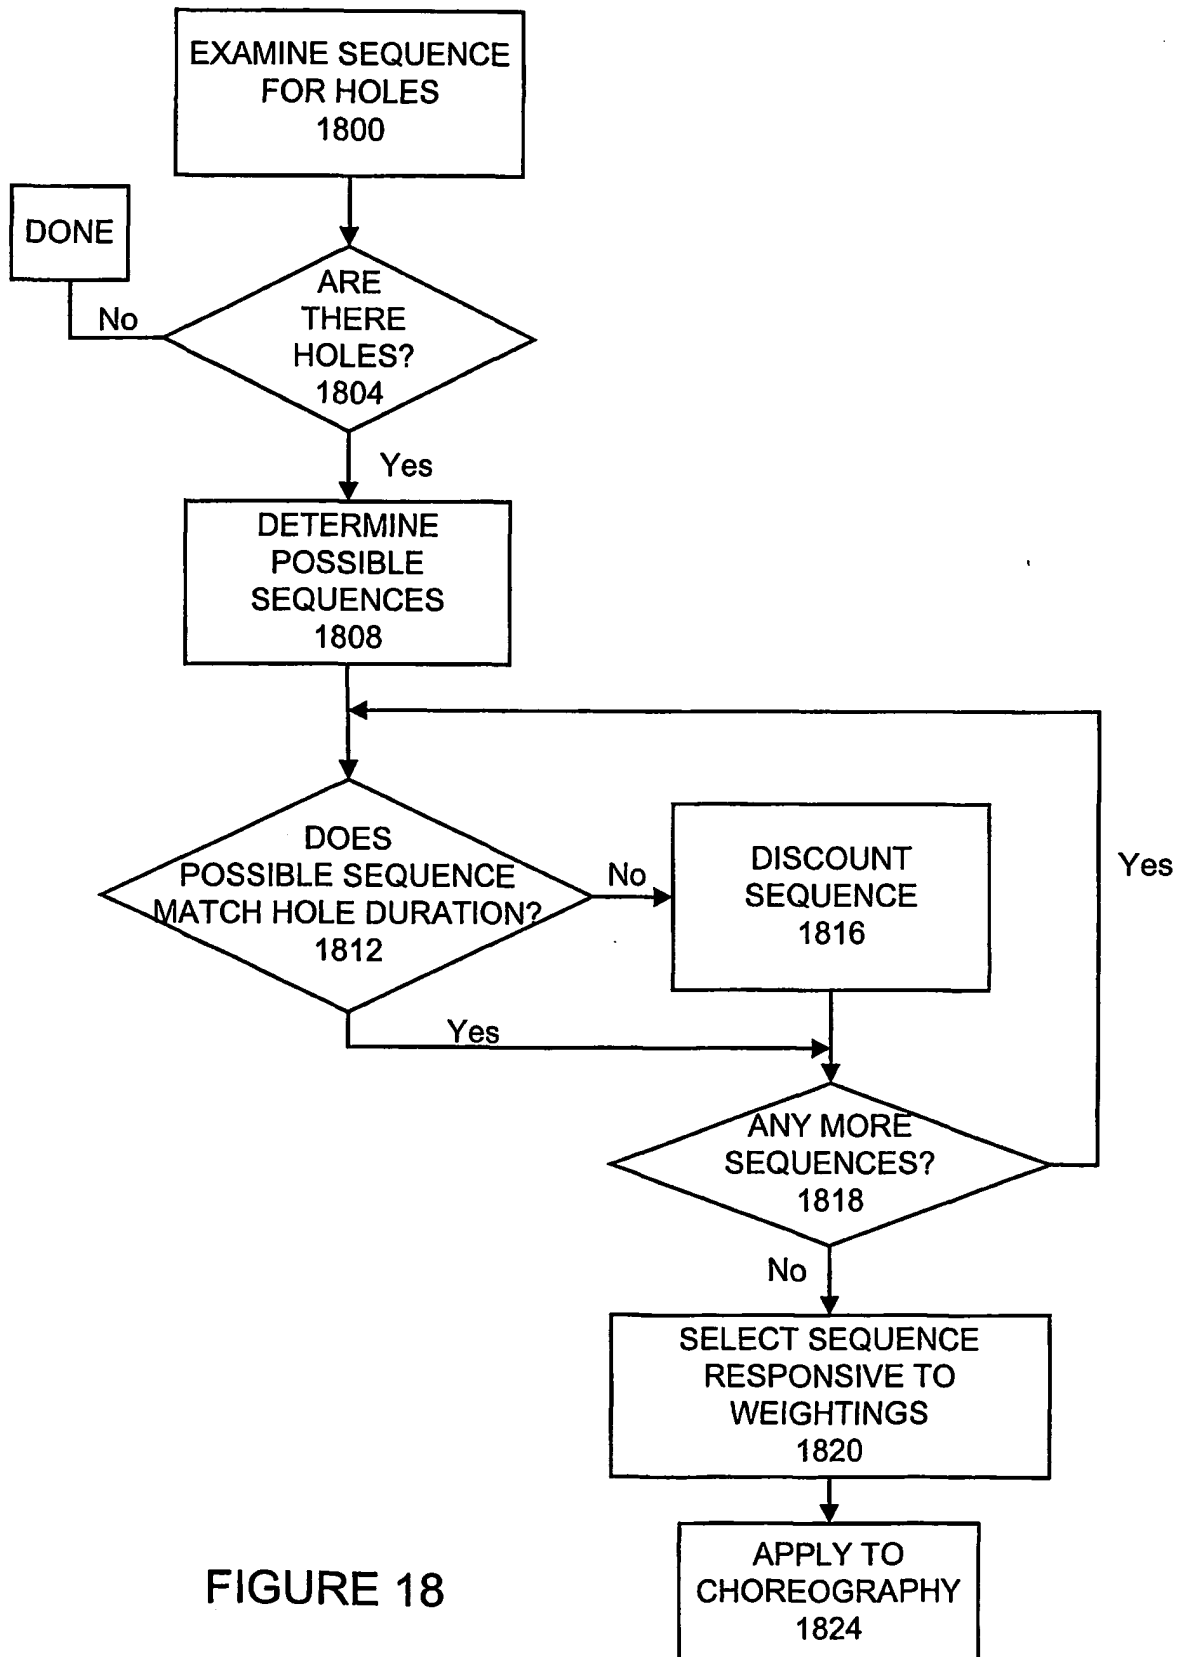 EXAMINE SEQUENCE
FOR HOLES
1800
DONE
No
ARE
THERE
HOLES?
1804
Yes
DETERMINE
POSSIBLE
SEQUENCES
1808
DOES
POSSIBLE SEQUENCE
MATCH HOLE DURATION?
1812
No
DISCOUNT
SEQUENCE
1816
Yes
Yes
ANY MORE
SEQUENCES?
1818
No
SELECT SEQUENCE
RESPONSIVE TO
WEIGHTINGS
1820
APPLY TO
CHOREOGRAPHY
1824
FIGURE 18